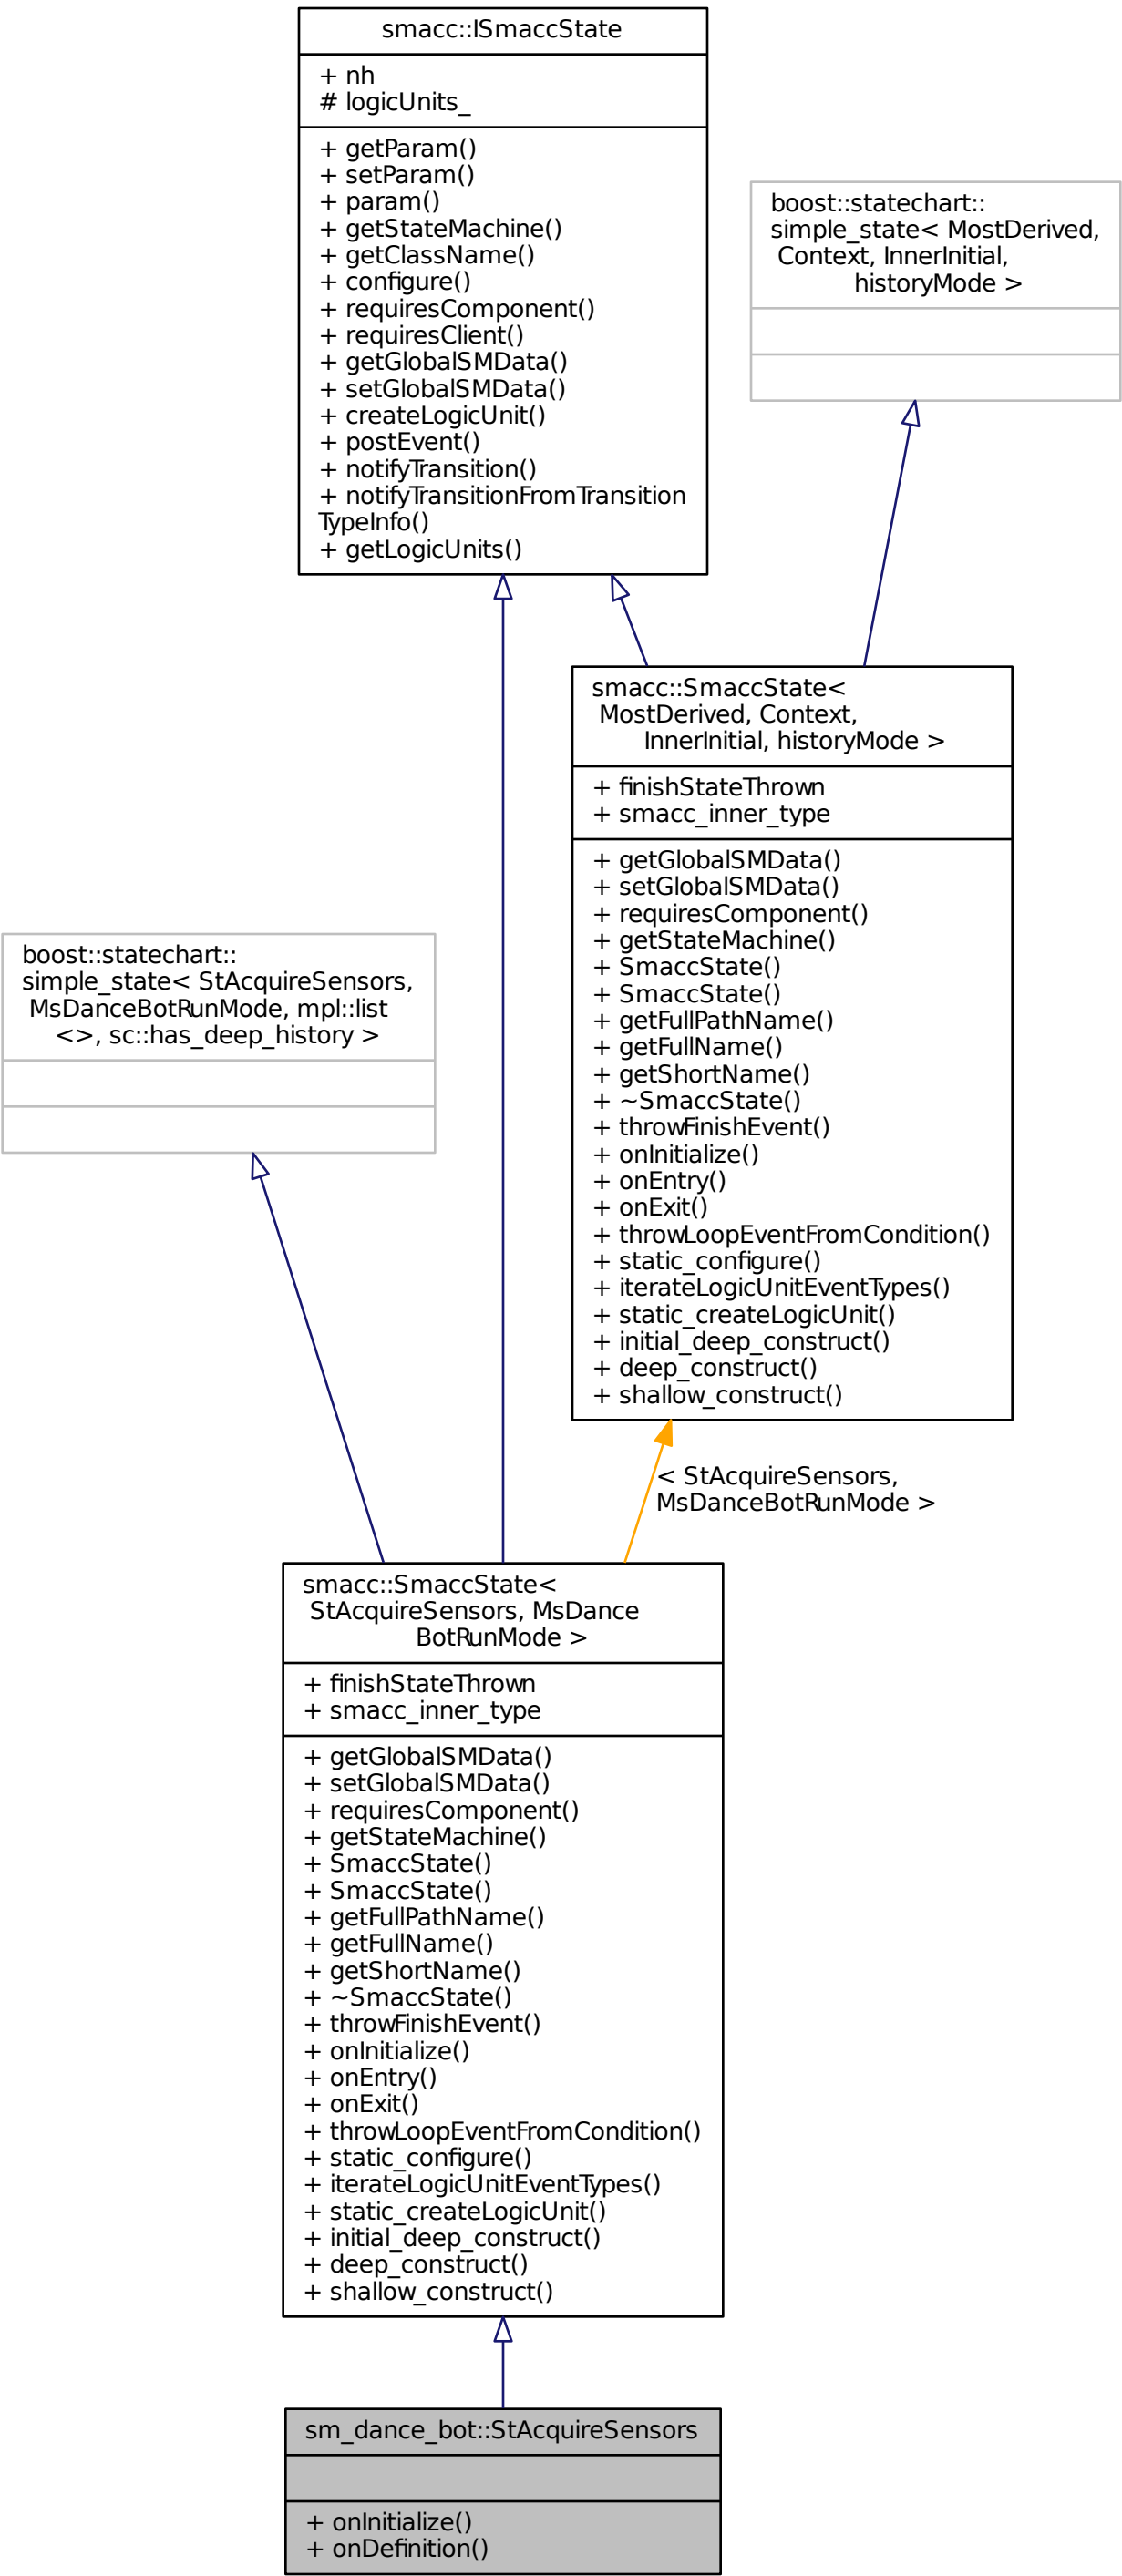 smacc::ISmaccState
+ nh
# logicUnits_
+ getParam()
+ setParam()
+ param()
+ getStateMachine()
+ getClassName()
+ configure()
+ requiresComponent()
+ requiresClient()
+ getGlobalSMData()
+ setGlobalSMData()
+ createLogicUnit()
+ postEvent()
+ notifyTransition()
+ notifyTransitionFromTransition
TypeInfo()
+ getLogicUnits()
boost::statechart::
simple_state< MostDerived,
Context, InnerInitial,
historyMode >
smacc::SmaccState<
MostDerived, Context,
InnerInitial, historyMode >
+ finishStateThrown
+ smacc_inner_type
+ getGlobalSMData()
+ setGlobalSMData()
+ requiresComponent()
+ getStateMachine()
+ SmaccState()
+ SmaccState()
+ getFullPathName()
+ getFullName()
+ getShortName()
+ ~SmaccState()
+ throwFinishEvent()
+ onInitialize()
+ onEntry()
+ onExit()
+ throwLoopEventFromCondition()
+ static_configure()
+ iterateLogicUnitEventTypes()
+ static_createLogicUnit()
+ initial_deep_construct()
+ deep_construct()
+ shallow_construct()
boost::statechart::
simple_state< StAcquireSensors,
MsDanceBotRunMode, mpl::list
<>, sc::has_deep_history >
< StAcquireSensors,
MsDanceBotRunMode >
smacc::SmaccState<
StAcquireSensors, MsDance
BotRunMode >
+ finishStateThrown
+ smacc_inner_type
+ getGlobalSMData()
+ setGlobalSMData()
+ requiresComponent()
+ getStateMachine()
+ SmaccState()
+ SmaccState()
+ getFullPathName()
+ getFullName()
+ getShortName()
+ ~SmaccState()
+ throwFinishEvent()
+ onInitialize()
+ onEntry()
+ onExit()
+ throwLoopEventFromCondition()
+ static_configure()
+ iterateLogicUnitEventTypes()
+ static_createLogicUnit()
+ initial_deep_construct()
+ deep_construct()
+ shallow_construct()
sm_dance_bot::StAcquireSensors
+ onInitialize()
+ onDefinition()